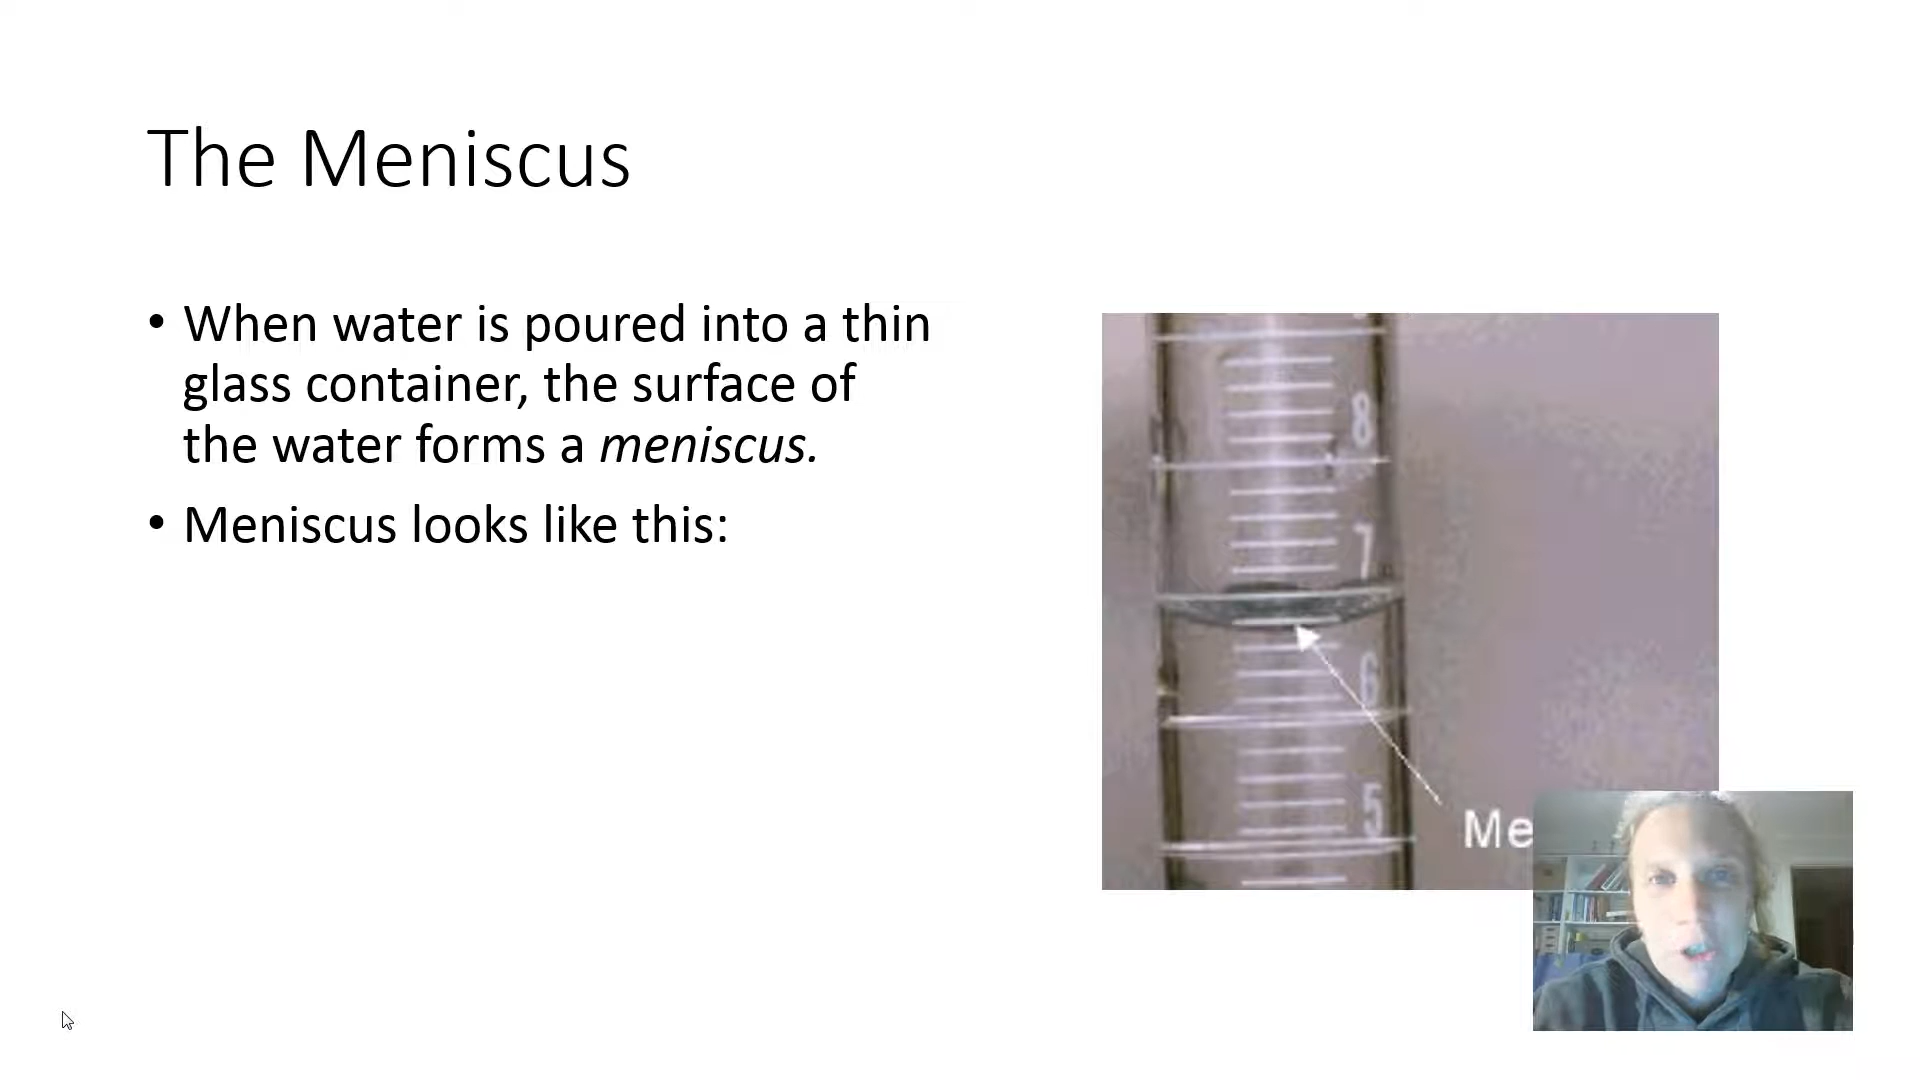 The Meniscus
• When water is poured into a thin
glass container, the surface of
the water forms a meniscus.
• Meniscus looks like this:
8
7
6
5
Me